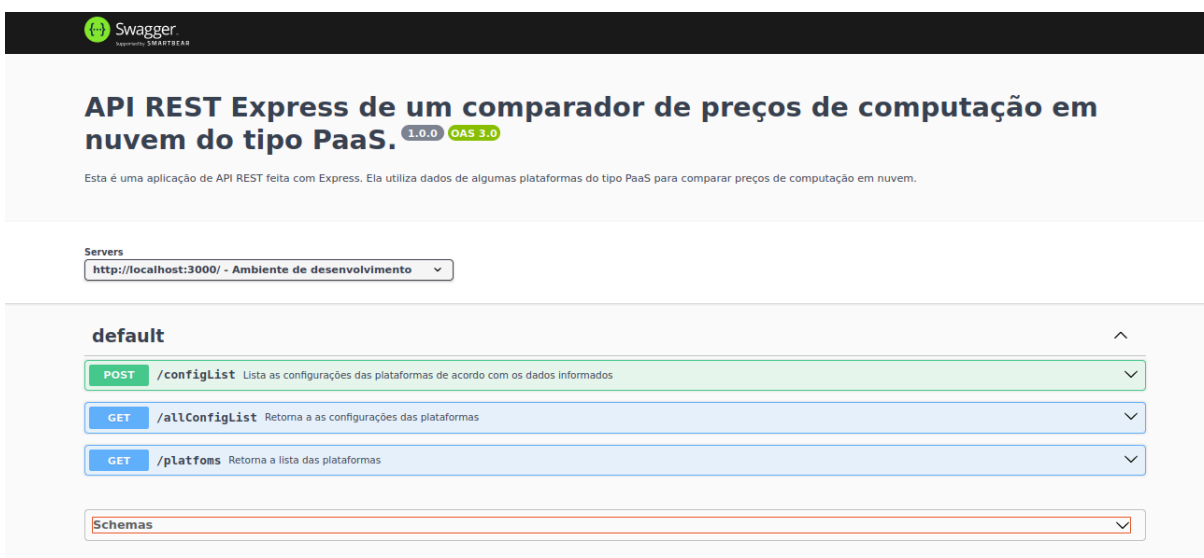 Swagger.
Supported by SMARTBEAR
API REST Express de um comparador de preços de computação em
nuvem do tipo PaaS. 1.0.0 OAS 3.0
Esta é uma aplicação de API REST feita com Express. Ela utiliza dados de algumas plataformas do tipo PaaS para comparar preços de computação em nuvem.
Servers
http://localhost:3000/ - Ambiente de desenvolvimento
default
POST /configList Lista as configurações das plataformas de acordo com os dados informados
GET /allConfigList Retorna a as configurações das plataformas
GET /platfoms Retorna a lista das plataformas
Schemas